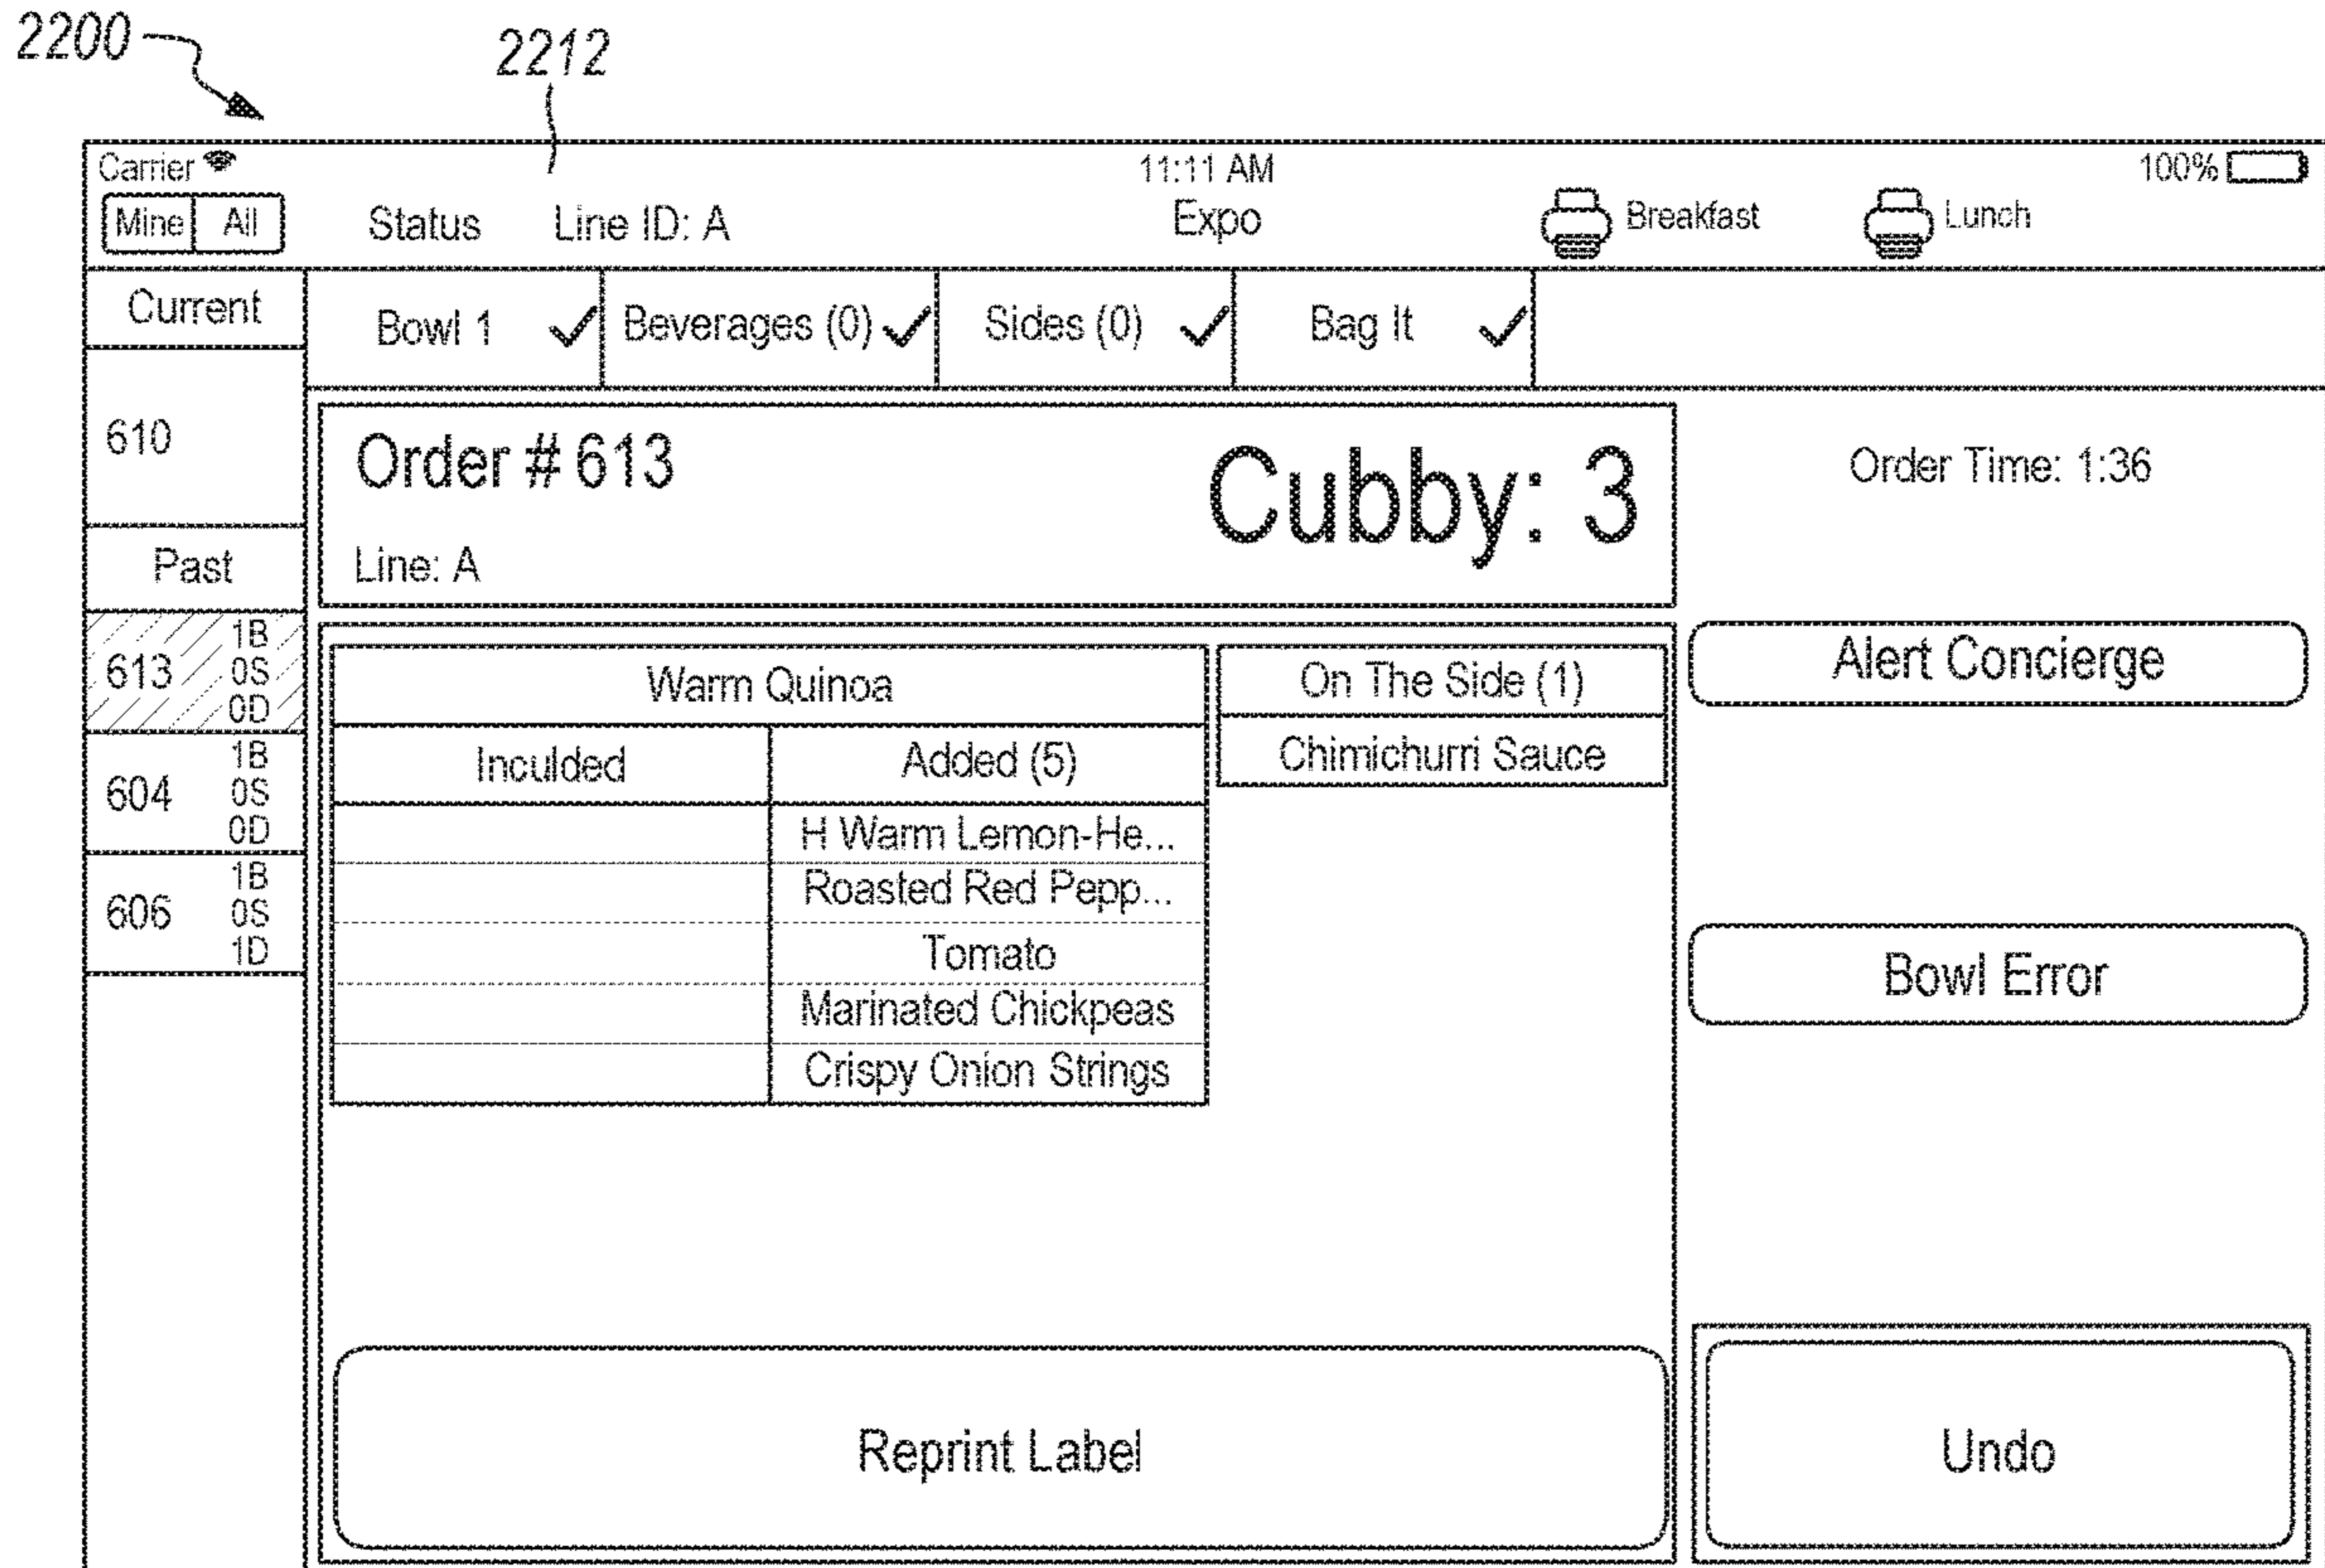 2200
2212
Carrier 11:11 AM 100%
Mine All Status Line ID: A Expo Breakfast Lunch
Current
Bowl 1 Beverages (0) Sides (0) Bag It
610
Order # 613
Cubby: 3
Line: A
Order Time: 1:36
Past
613 1B
0S
0D
604 1B
0S
0D
606 1B
0S
1D
Warm Quinoa
Inculded Added (5)
H Warm Lemon-He...
Roasted Red Pepp...
Tomato
Marinated Chickpeas
Crispy Onion Strings
On The Side (1)
Chimichurri Sauce
Alert Concierge
Bowl Error
Reprint Label
Undo